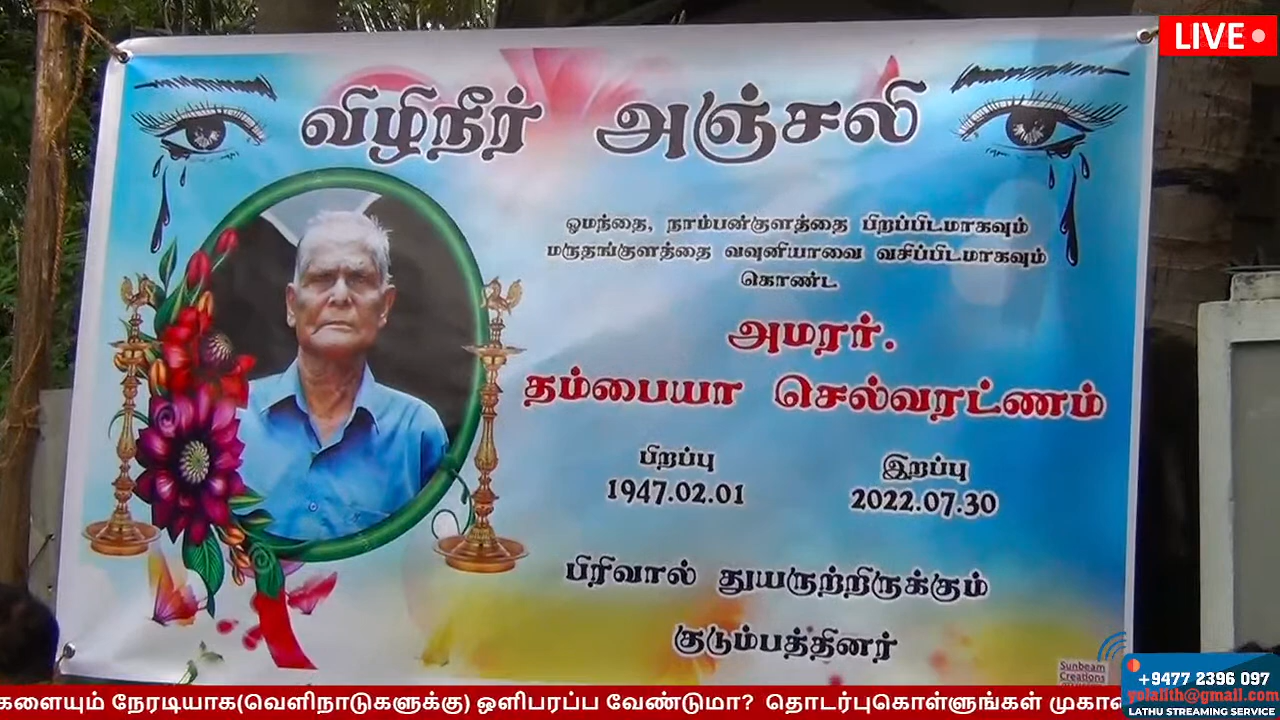 LIVE
விழிநீர் அஞ்சலி
ஓமந்தை, நாம்பன்குளத்தை பிறப்பிடமாகவும்
மருதங்குளத்தை வவுனியாவை வசிப்பிடமாகவும்
கொண்ட
அமரர்.
தம்பையா செல்வரட்ணம்
பிறப்பு இறப்பு
1947.02.01 2022.07.30
பிரிவால் துயருற்றிருக்கும்
குடும்பத்தினர்
Sunbeam
Creations
+9477 2396 097
yolalith@gmail.com
LATHU STREAMING SERVICE
களையும் நேரடியாக(வெளிநாடுகளுக்கு) ஒளிபரப்ப வேண்டுமா? தொடர்புகொள்ளுங்கள்